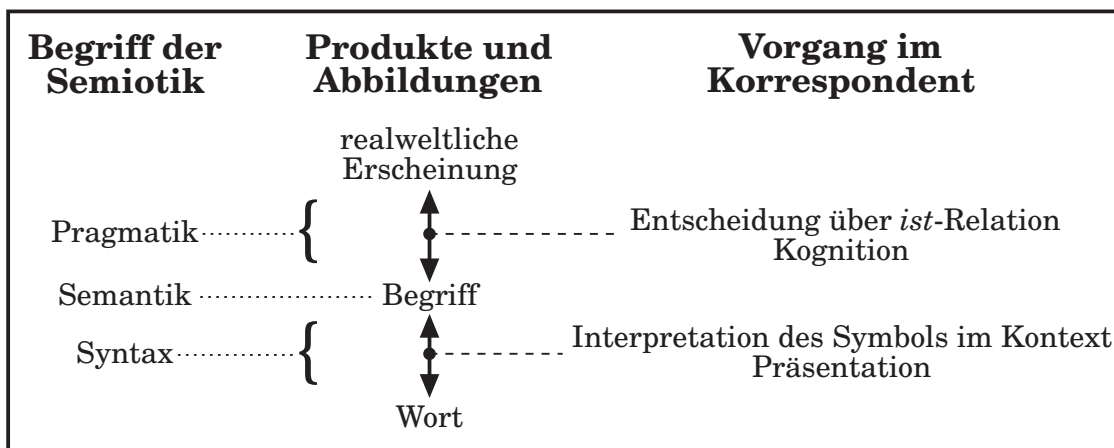 Begriff der Semiotik
Produkte und Abbildungen
Vorgang im Korrespondent
realweltliche
Erscheinung
Pragmatik
{
Entscheidung über ist-Relation
Kognition
Semantik
Begriff
Syntax
{
Interpretation des Symbols im Kontext
Präsentation
Wort